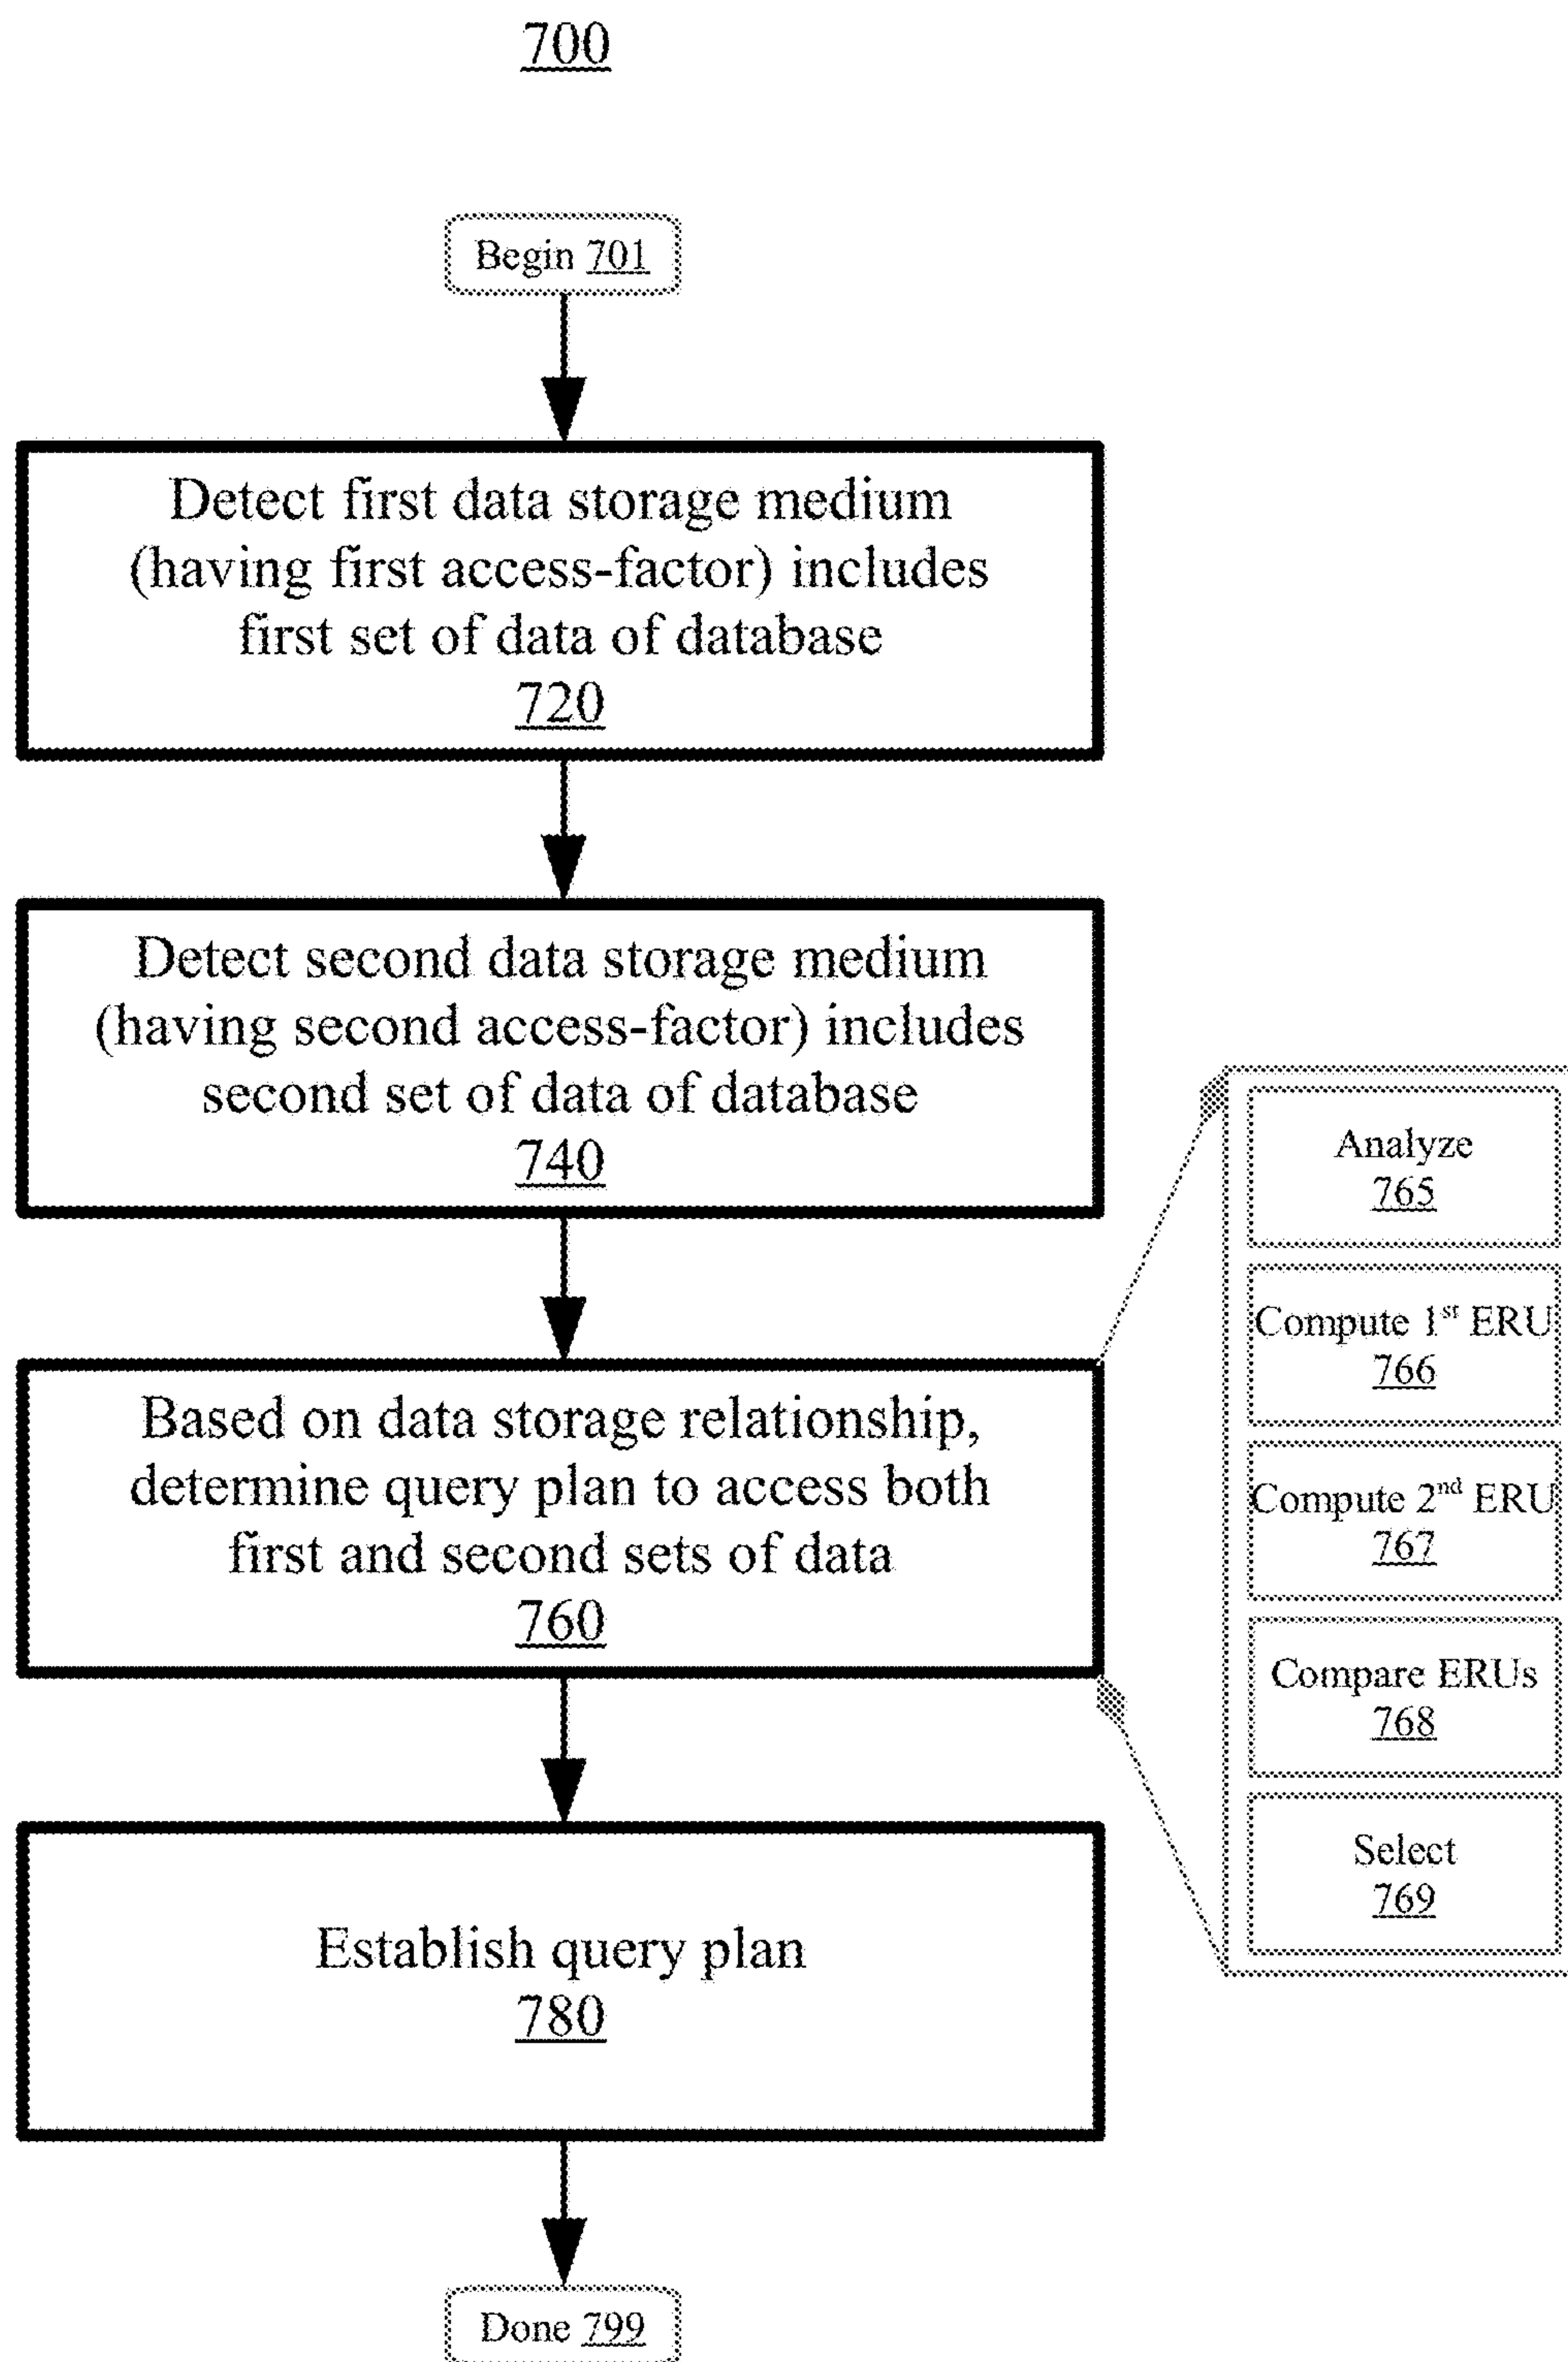 700
Begin 701
Detect first data storage medium
(having first access-factor) includes
first set of data of database
720
Detect second data storage medium
(having second access-factor) includes
second set of data of database
740
Based on data storage relationship,
determine query plan to access both
first and second sets of data
760
Analyze
765
Compute 1st ERU
766
Compute 2nd ERU
767
Compare ERUs
768
Select
769
Establish query plan
780
Done 799